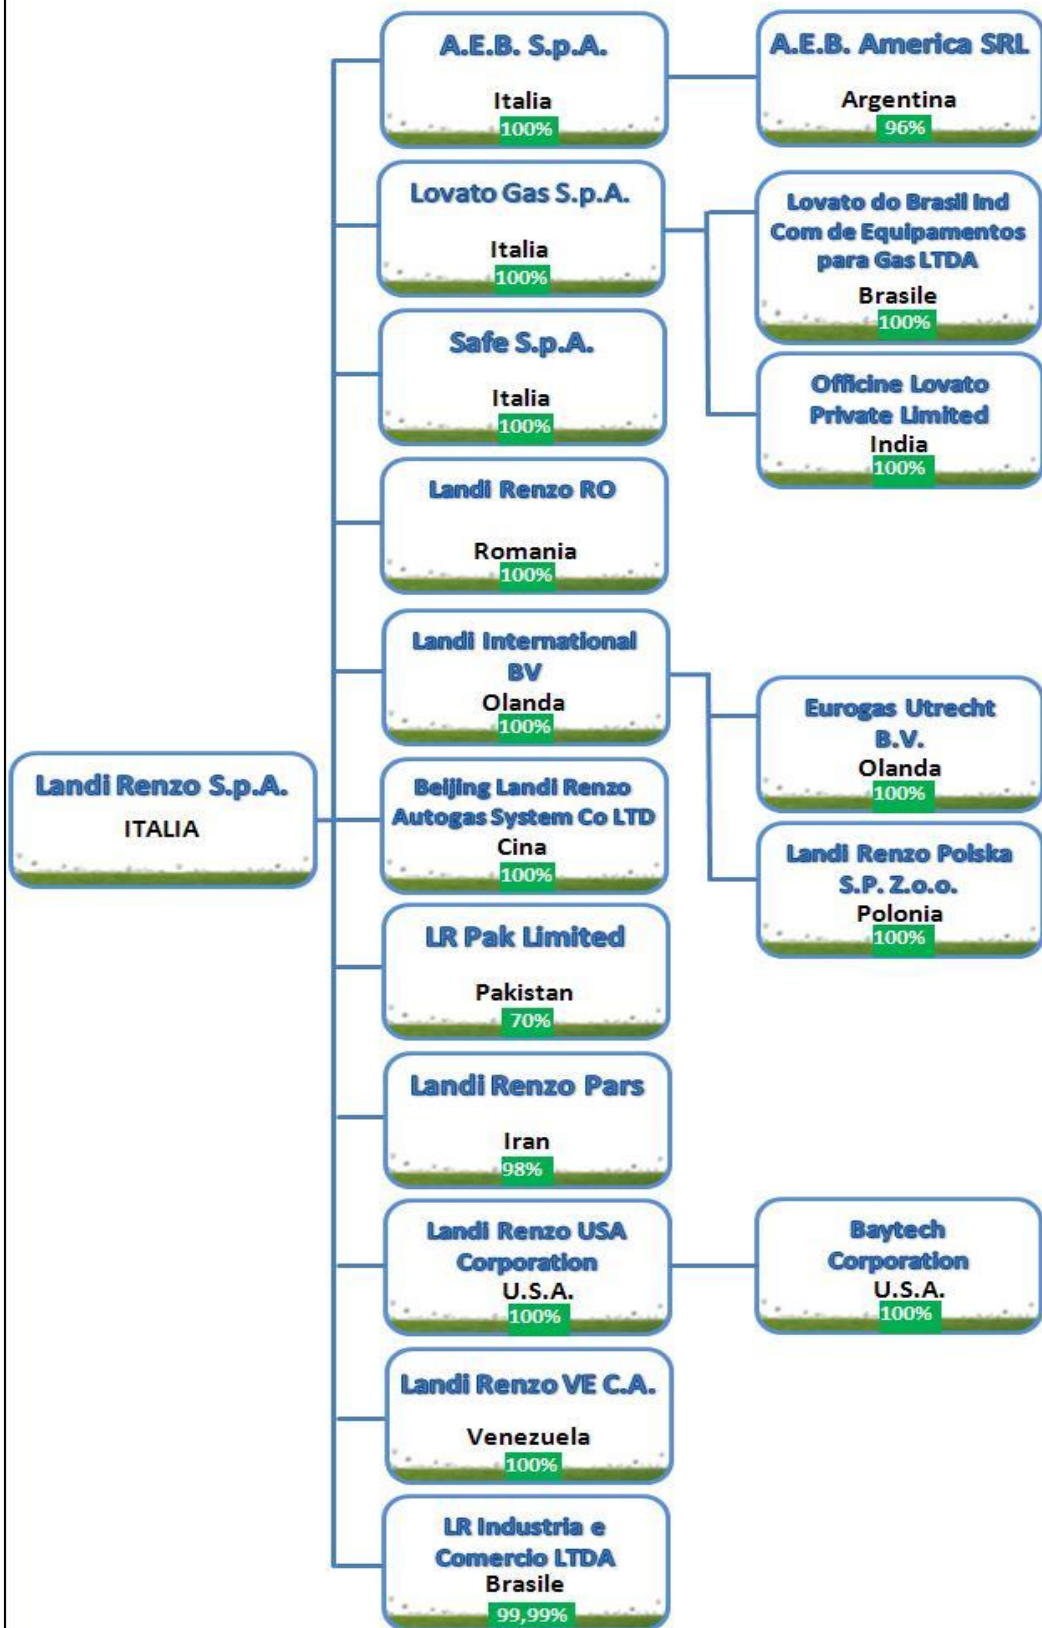 Landi Renzo S.p.A.
ITALIA
A.E.B. S.p.A.
Italia
100%
A.E.B. America SRL
Argentina
96%
Lovato Gas S.p.A.
Italia
100%
Lovato do Brasil Ind
Com de Equipamentos
para Gas LTDA
Brasile
100%
Officine Lovato
Private Limited
India
100%
Safe S.p.A.
Italia
100%
Landi Renzo RO
Romania
100%
Landi International
BV
Olanda
100%
Eurogas Utrecht
B.V.
Olanda
100%
Landi Renzo Polska
S.P. Z.o.o.
Polonia
100%
Beijing Landi Renzo
Autogas System Co LTD
Cina
100%
LR Pak Limited
Pakistan
70%
Landi Renzo Pars
Iran
98%
Landi Renzo USA
Corporation
U.S.A.
100%
Baytech
Corporation
U.S.A.
100%
Landi Renzo VE C.A.
Venezuela
100%
LR Industria e
Comercio LTDA
Brasile
99,99%